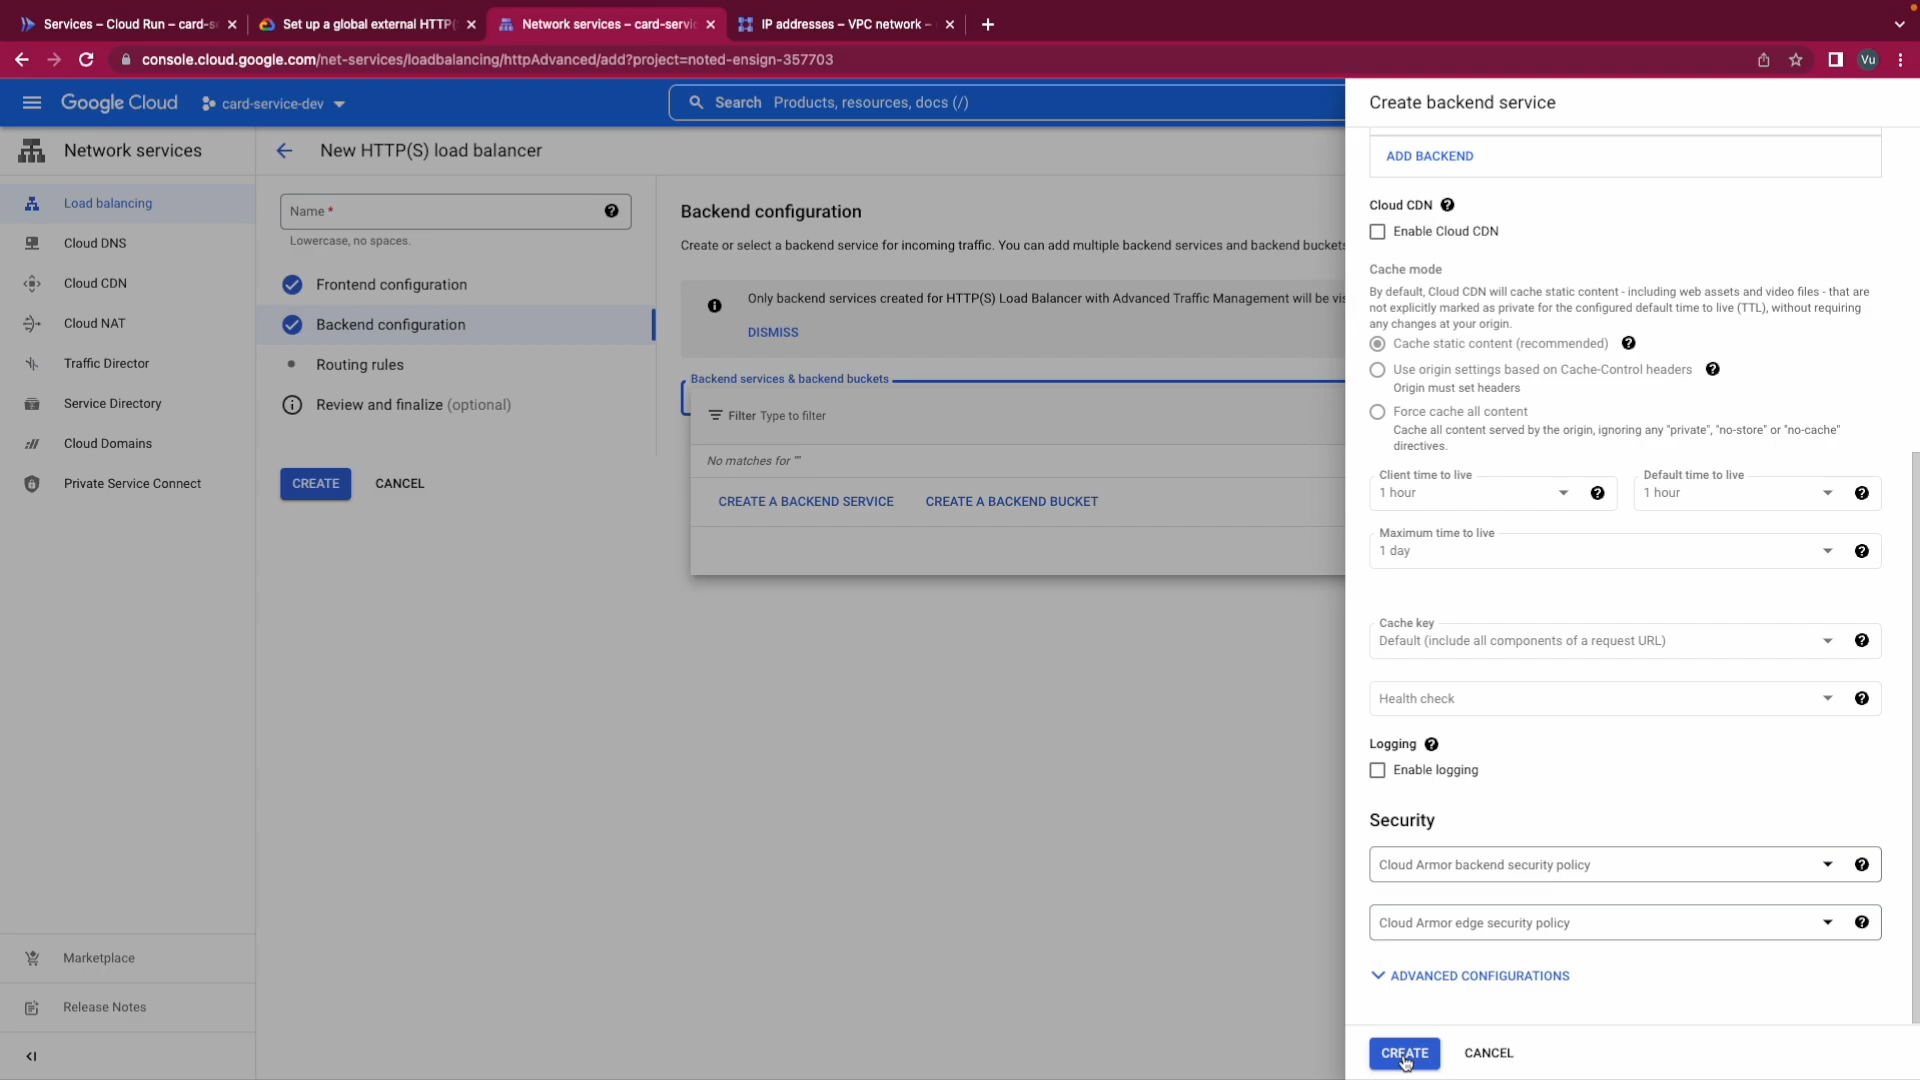 Services – Cloud Run – card-s
Set up a global external HTTP(
Network services – card-servic
IP addresses – VPC network –
console.cloud.google.com/net-services/loadbalancing/httpAdvanced/add?project=noted-ensign-357703
Vu
Google Cloud
card-service-dev
Search Products, resources, docs (/)
Network services
Load balancing
Cloud DNS
Cloud CDN
Cloud NAT
Traffic Director
Service Directory
Cloud Domains
Private Service Connect
Marketplace
Release Notes
New HTTP(S) load balancer
Name *
Lowercase, no spaces.
Frontend configuration
Backend configuration
Routing rules
Review and finalize (optional)
CREATE CANCEL
Backend configuration
Create or select a backend service for incoming traffic. You can add multiple backend services and backend buckets
Only backend services created for HTTP(S) Load Balancer with Advanced Traffic Management will be vis
DISMISS
Backend services & backend buckets
Filter Type to filter
No matches for ""
CREATE A BACKEND SERVICE CREATE A BACKEND BUCKET
Create backend service
ADD BACKEND
Cloud CDN
Enable Cloud CDN
Cache mode
By default, Cloud CDN will cache static content - including web assets and video files - that are
not explicitly marked as private for the configured default time to live (TTL), without requiring
any changes at your origin.
Cache static content (recommended)
Use origin settings based on Cache-Control headers
Origin must set headers
Force cache all content
Cache all content served by the origin, ignoring any "private", "no-store" or "no-cache"
directives.
Client time to live
1 hour
Default time to live
1 hour
Maximum time to live
1 day
Cache key
Default (include all components of a request URL)
Health check
Logging
Enable logging
Security
Cloud Armor backend security policy
Cloud Armor edge security policy
ADVANCED CONFIGURATIONS
CREATE CANCEL